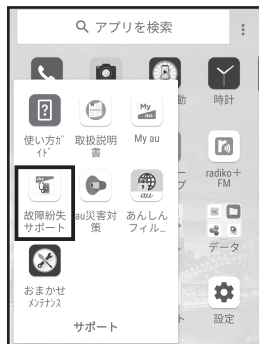 アプリを検索
動
時計
使い方ガ
イド
取扱説明
書
My
au
My au
radiko＋
FM
プ
au
故障紛失
サポート
au災害対
策
あんしん
フィル...
データ
おまかせ
メンテナンス
ト
設定
サポート